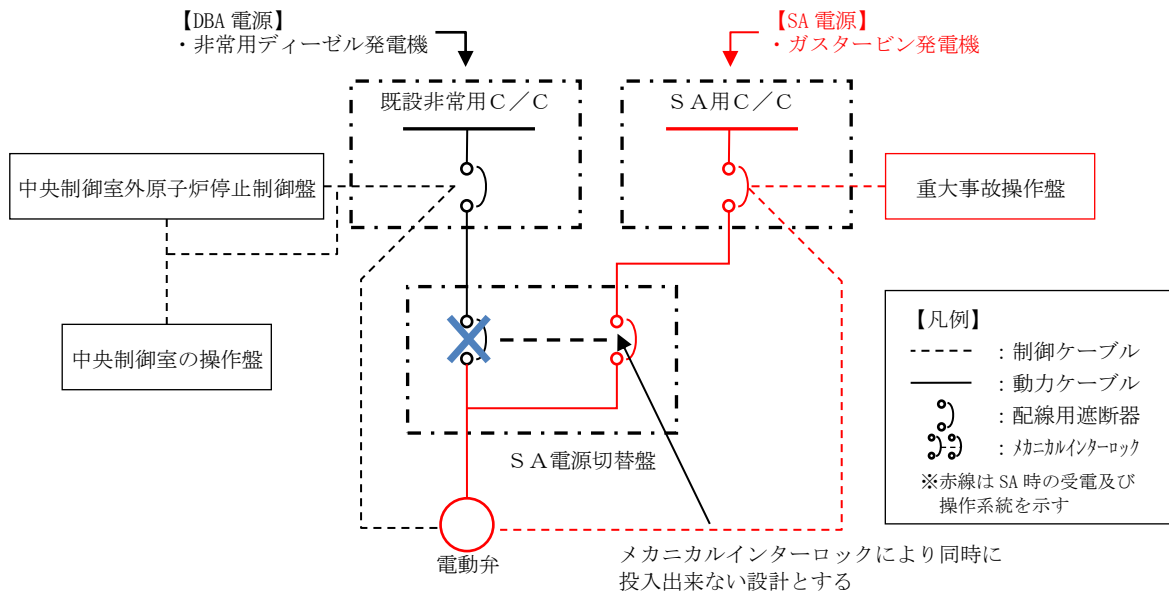 【DBA 電源】
・非常用ディーゼル発電機
【SA 電源】
・ガスタービン発電機
既設非常用Ｃ／Ｃ
ＳＡ用Ｃ／Ｃ
中央制御室外原子炉停止制御盤
重大事故操作盤
中央制御室の操作盤
ＳＡ電源切替盤
電動弁
メカニカルインターロックにより同時に
投入出来ない設計とする
【凡例】
：制御ケーブル
：動力ケーブル
：配線用遮断器
：ﾒｶﾆｶﾙｲﾝﾀｰﾛｯｸ
※赤線は SA 時の受電及び
操作系統を示す